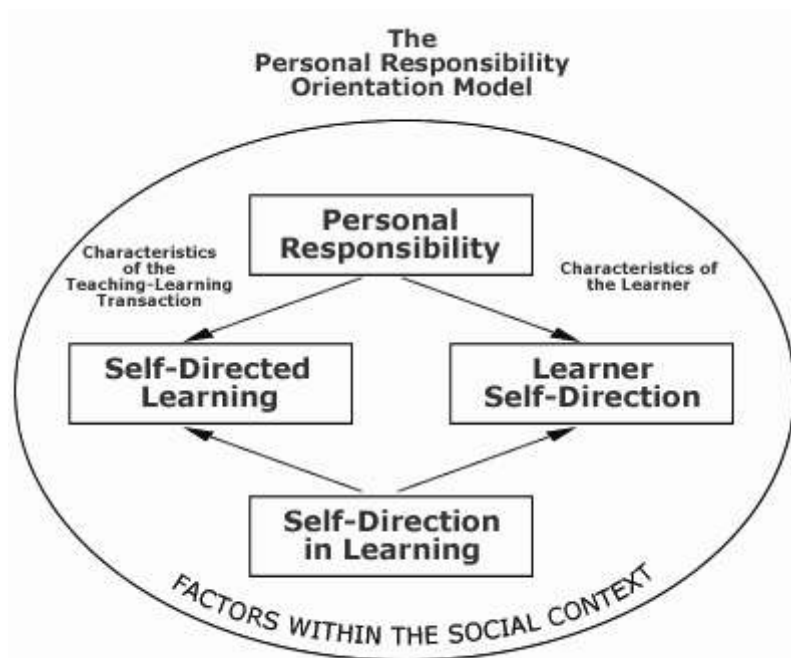 The
Personal Responsibility
Orientation Model
Personal
Responsibility
Characteristics
of the
Teaching-Learning
Transaction
Characteristics of
the Learner
Self-Directed
Learning
Learner
Self-Direction
Self-Direction
in Learning
FACTORS WITHIN THE SOCIAL CONTEXT